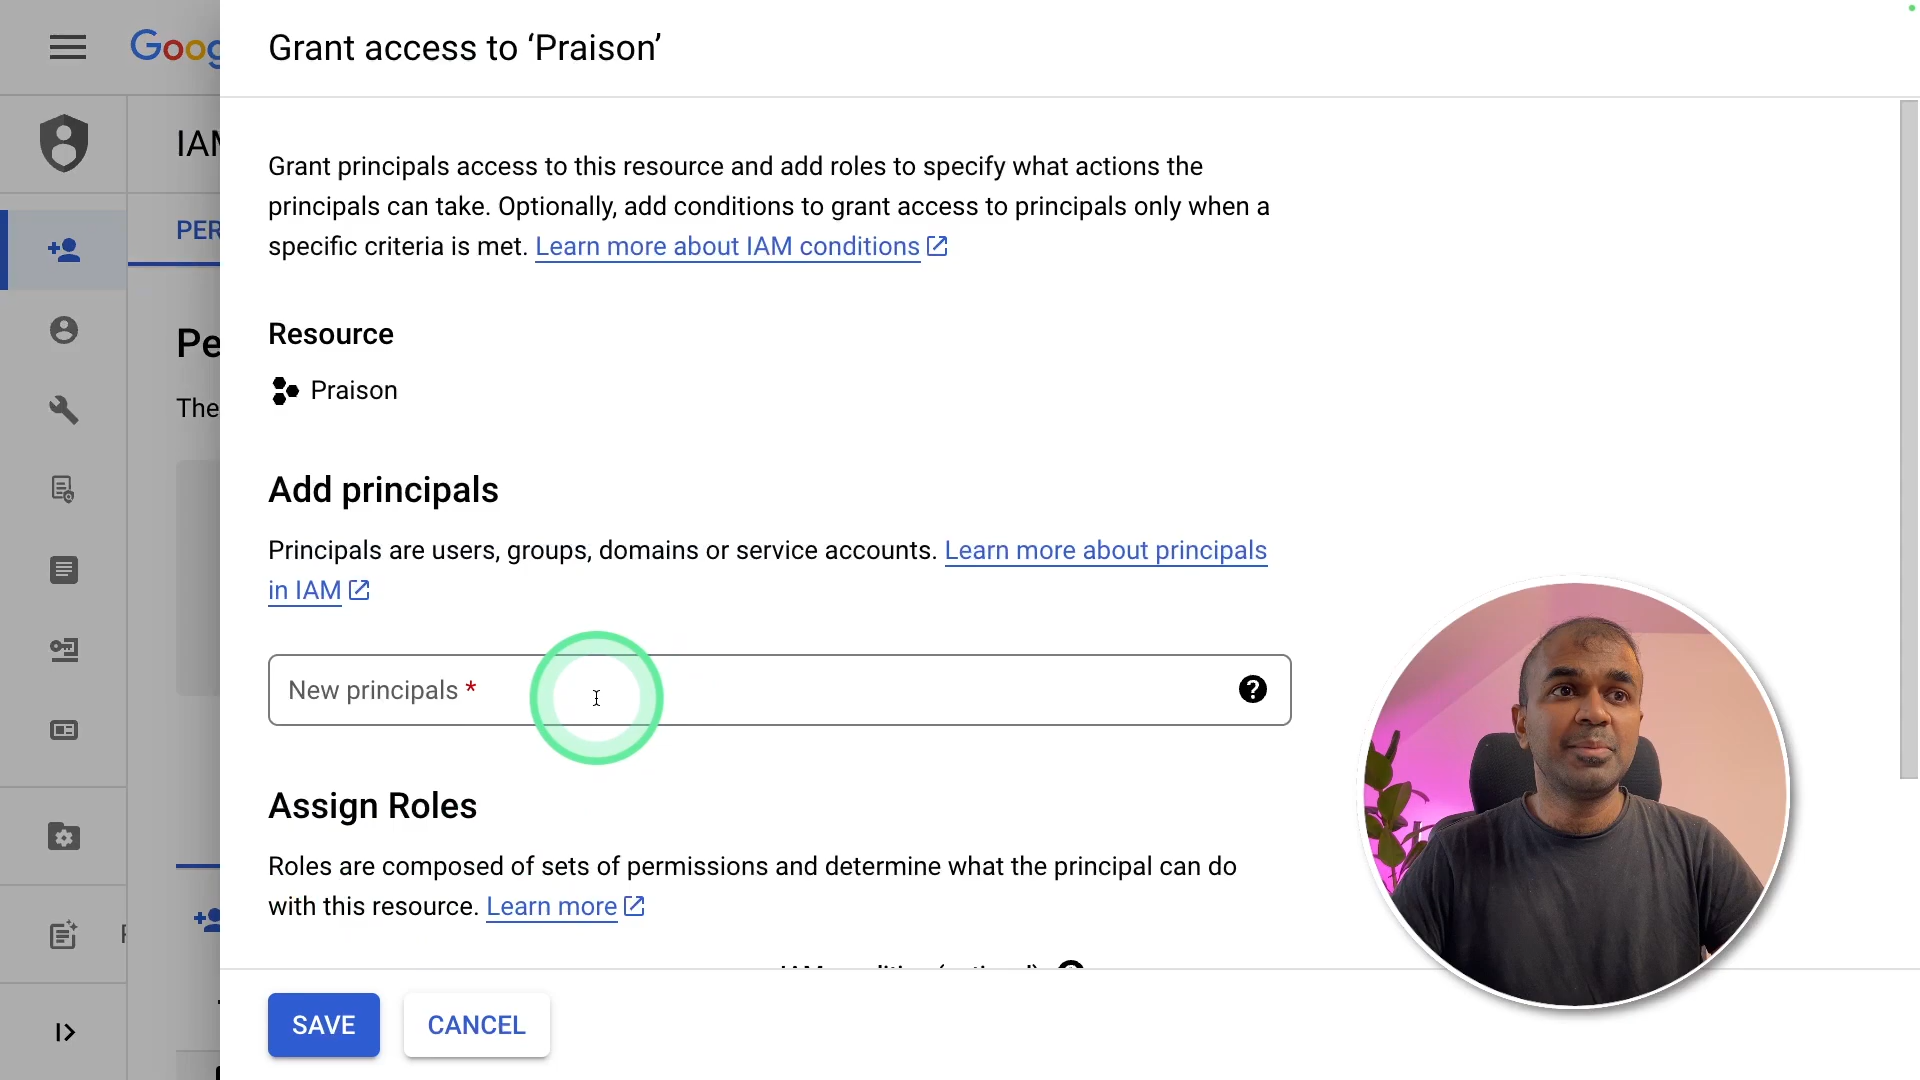 Goog
Grant access to ‘Praison’
IAM
Grant principals access to this resource and add roles to specify what actions the
principals can take. Optionally, add conditions to grant access to principals only when a
specific criteria is met. Learn more about IAM conditions
PER
Resource
Pe
Praison
The
Add principals
Principals are users, groups, domains or service accounts. Learn more about principals
in IAM
New principals *
Assign Roles
Roles are composed of sets of permissions and determine what the principal can do
with this resource. Learn more
SAVE
CANCEL